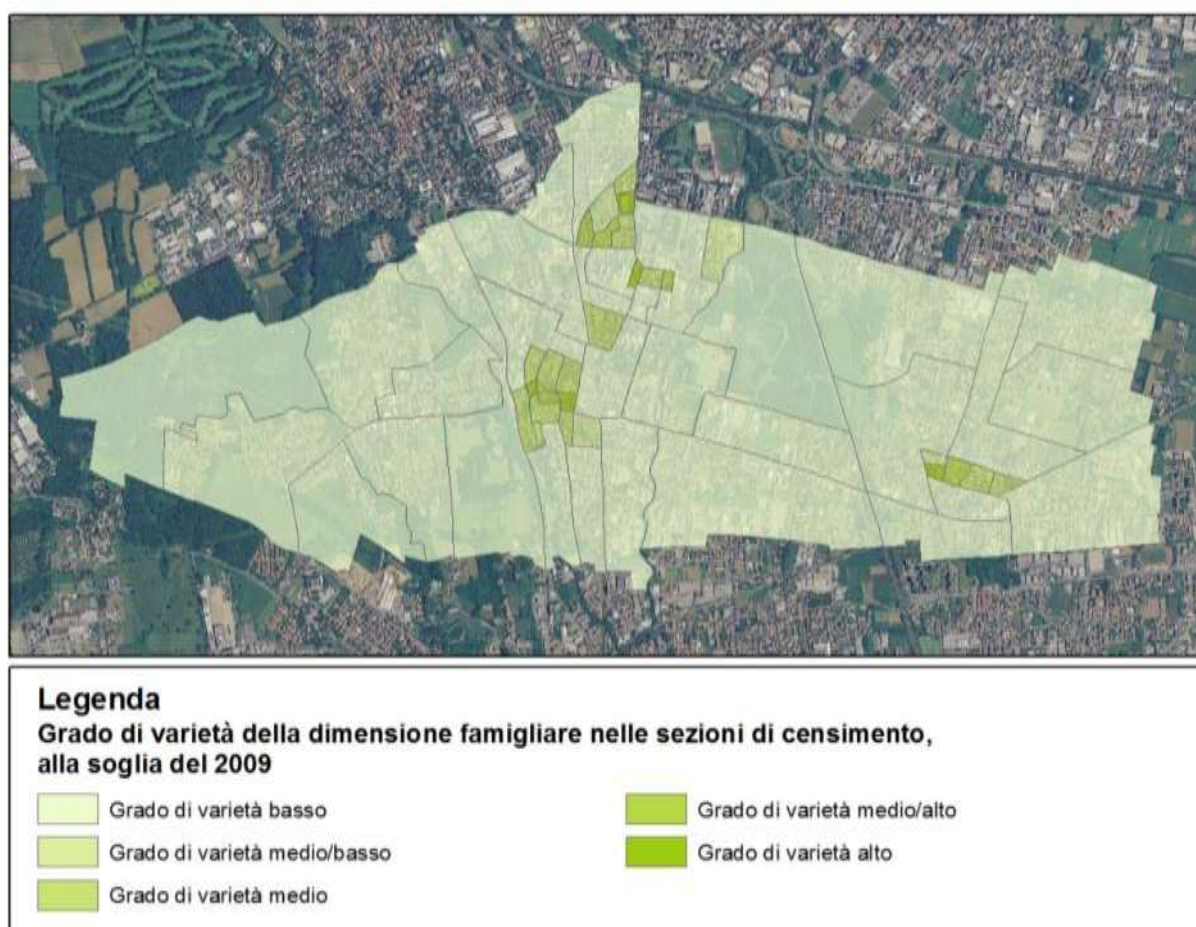 Legenda
Grado di varietà della dimensione famigliare nelle sezioni di censimento,
alla soglia del 2009
Grado di varietà basso
Grado di varietà medio/basso
Grado di varietà medio
Grado di varietà medio/alto
Grado di varietà alto